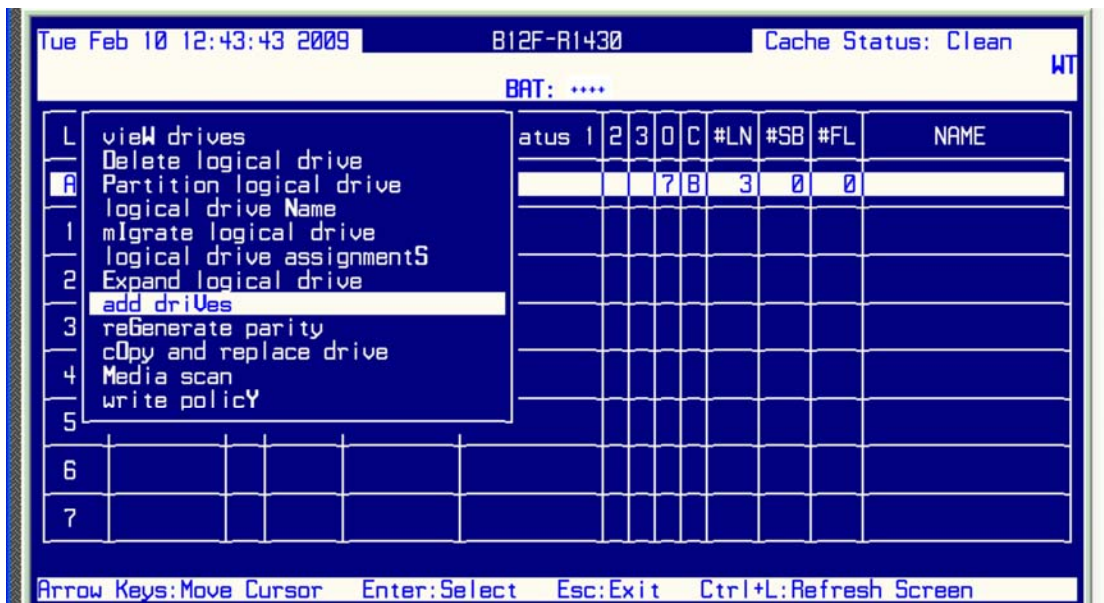 Tue Feb 10 12:43:43 2009 B12F-R1430 Cache Status: Clean
WT
BAT: ++++
L atus 1 2 3 O C #LN #SB #FL NAME
vieW drives
Delete logical drive
A Partition logical drive 7 B 3 0 0
logical drive Name
1 mIgrate logical drive
logical drive assignmentS
2 Expand logical drive
add driVes
3 reGenerate parity
cOpy and replace drive
4 Media scan
write policY
5
6
7
Arrow Keys:Move Cursor Enter:Select Esc:Exit Ctrl+L:Refresh Screen